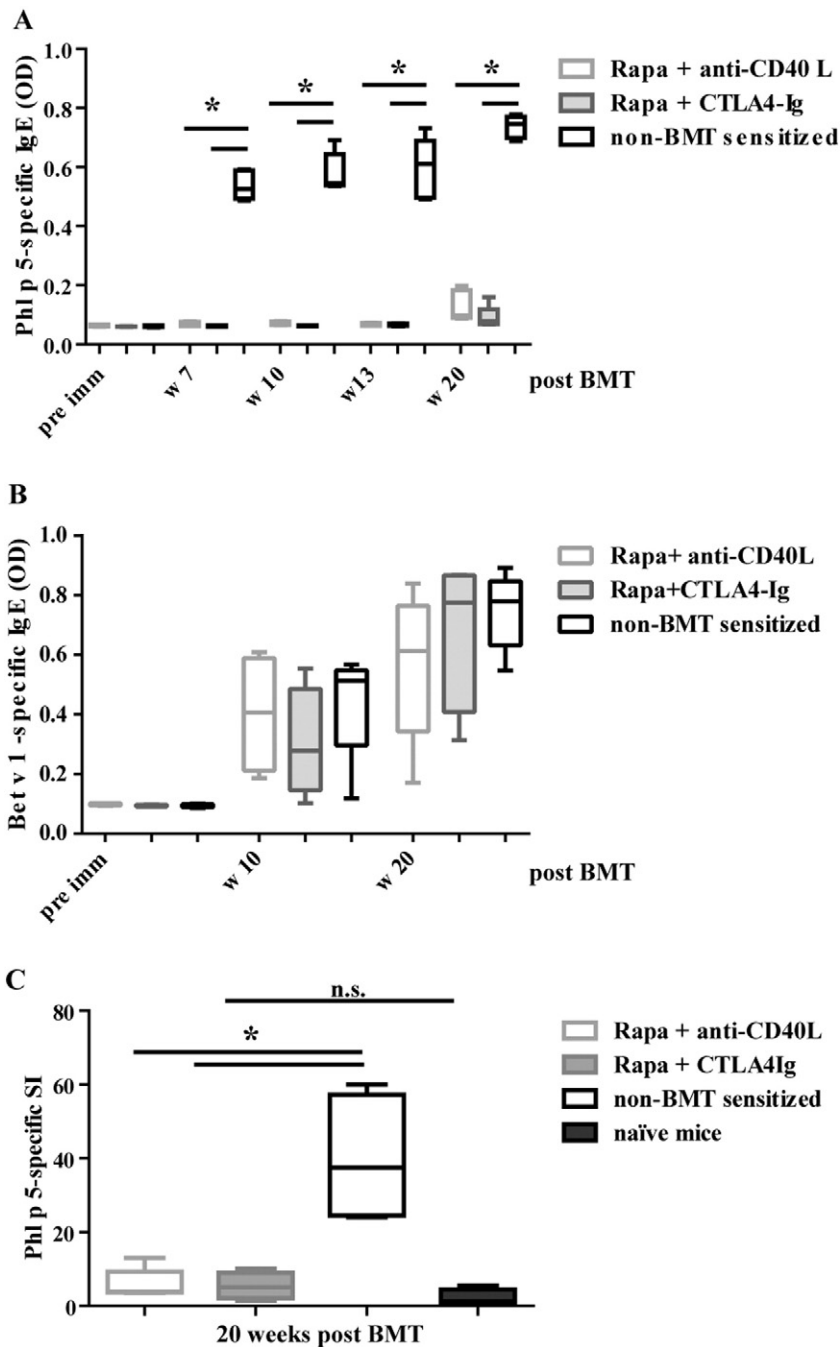 A
Phl p 5-specific IgE (OD)
1.0
0.8
0.6
0.4
0.2
0.0
*
*
*
*
pre imm
w 7
w 10
w13
w 20
post BMT
Rapa + anti-CD40 L
Rapa + CTLA4-Ig
non-BMT sensitized
B
Bet v 1 -specific IgE (OD)
1.0
0.8
0.6
0.4
0.2
0.0
pre imm
w 10
w 20
post BMT
Rapa+ anti-CD40L
Rapa+CTLA4-Ig
non-BMT sensitized
C
Phl p 5-specific SI
80
60
40
20
0
n.s.
*
20 weeks post BMT
Rapa + anti-CD40L
Rapa + CTLA4Ig
non-BMT sensitized
naïve mice